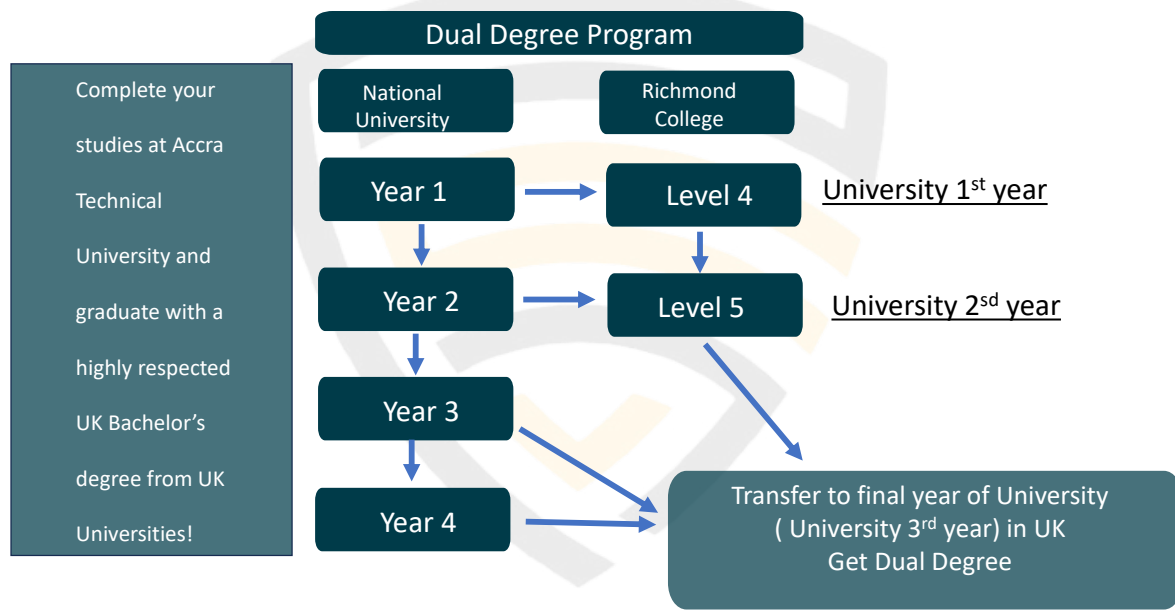 Dual Degree Program
Complete your
studies at Accra
Technical
University and
graduate with a
highly respected
UK Bachelor’s
degree from UK
Universities!
National
University
Richmond
College
Year 1
Level 4
University 1st year
Year 2
Level 5
University 2sd year
Year 3
Year 4
Transfer to final year of University
( University 3rd year) in UK
Get Dual Degree